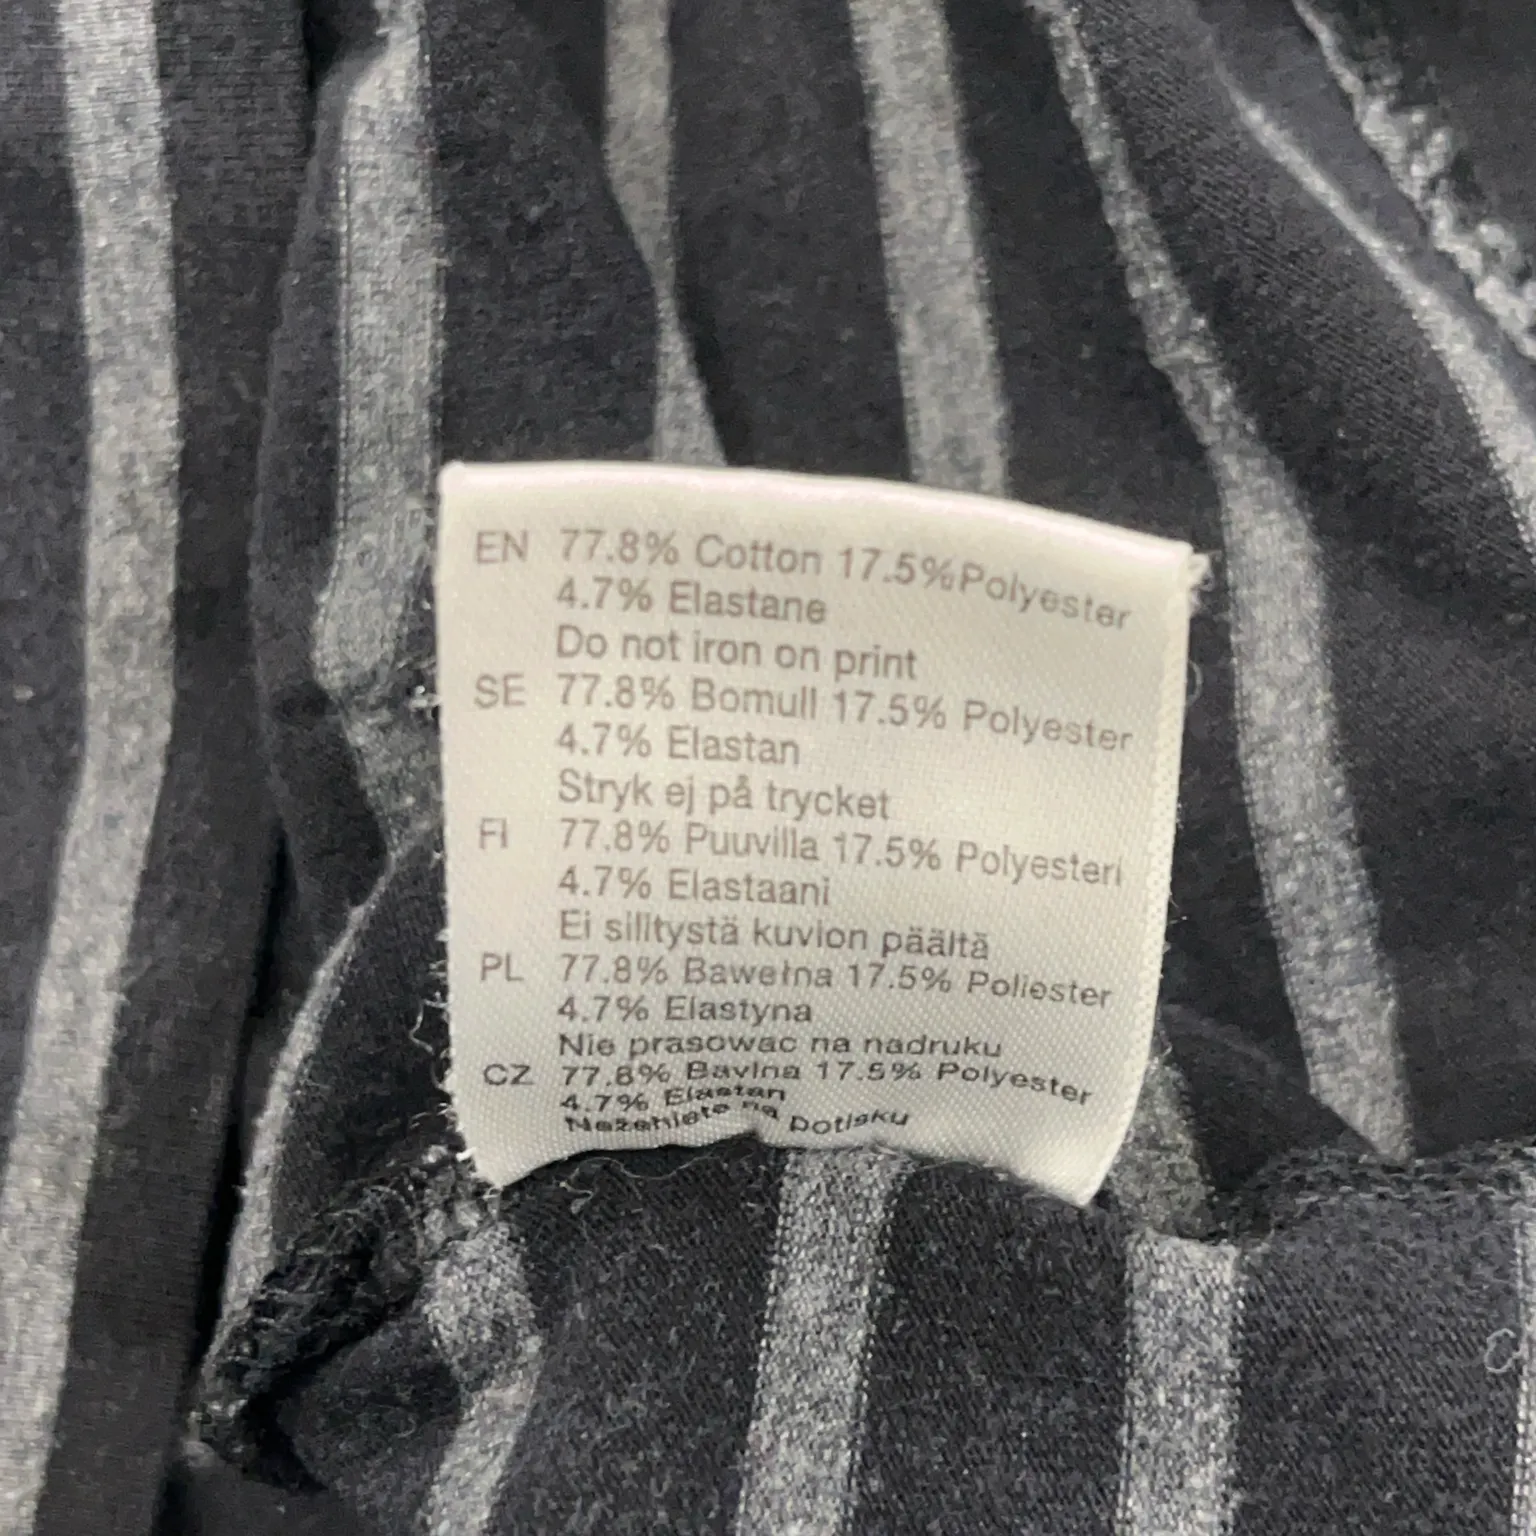 EN 77.8% Cotton 17.5% Polyester
4.7% Elastane
Do not iron on print
SE 77.8% Bomull 17.5% Polyester
4.7% Elastan
Stryk ej på trycket
FI 77.8% Puuvilla 17.5% Polyesteri
4.7% Elastaani
Ei silltystä kuvion päältä
PL 77.8% Bawełna 17.5% Poliester
4.7% Elastyna
Nie prasowac na nadruku
CZ 77.8% Bavlna 17.5% Polyester
4.7% Elastan
Nežehlete na potisku